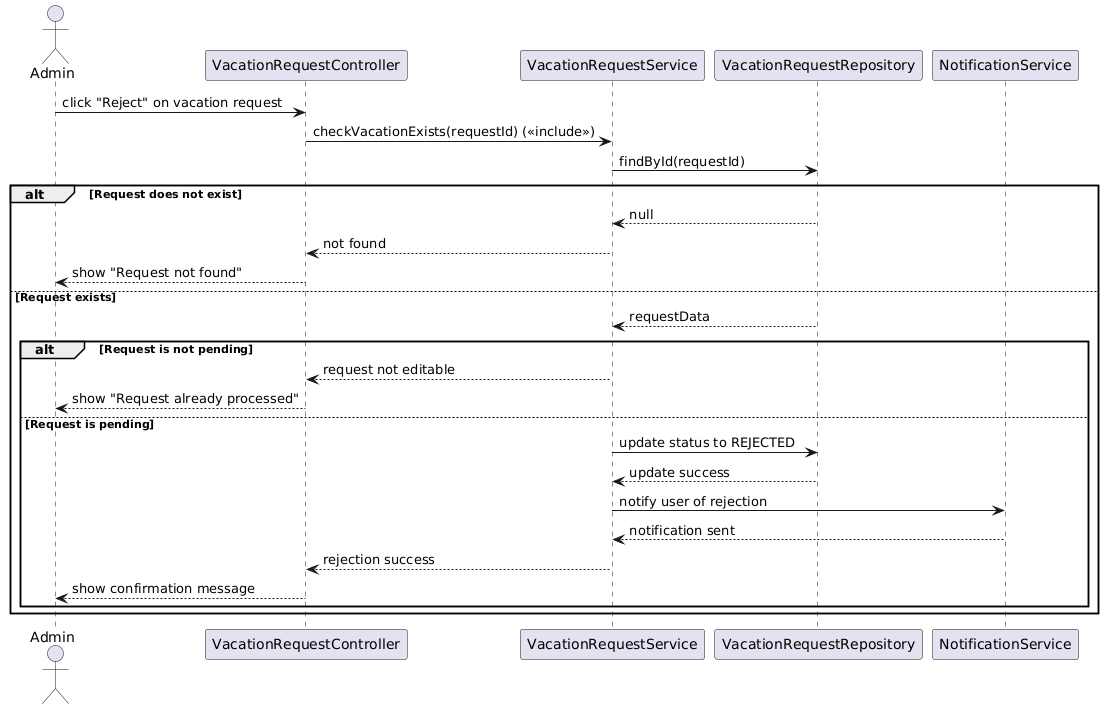 Admin
VacationRequestController
VacationRequestService
VacationRequestRepository
NotificationService
click "Reject" on vacation request
checkVacationExists(requestId) («include»)
findById(requestId)
alt
[Request does not exist]
null
not found
show "Request not found"
[Request exists]
requestData
alt
[Request is not pending]
request not editable
show "Request already processed"
[Request is pending]
update status to REJECTED
update success
notify user of rejection
notification sent
rejection success
show confirmation message
Admin
VacationRequestController
VacationRequestService
VacationRequestRepository
NotificationService